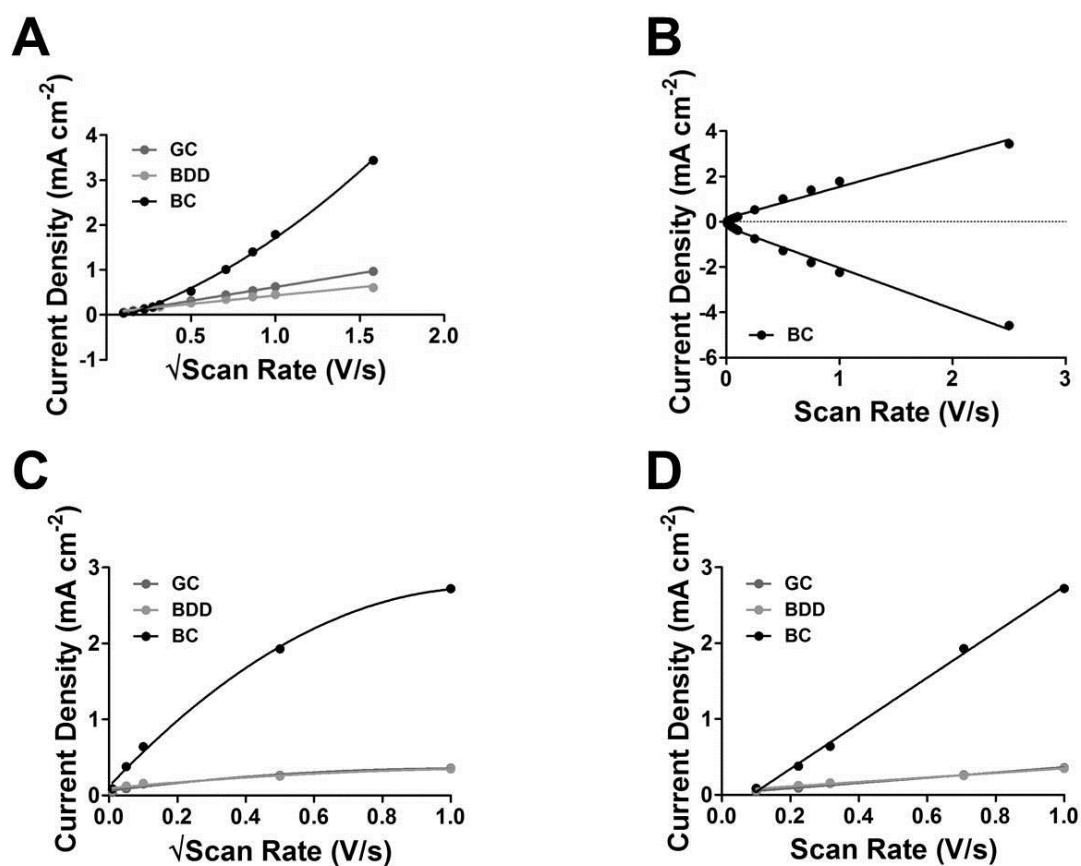 A
Current Density (mA cm⁻²)
4
3
2
1
0
-1
GC
BDD
BC
0.5
1.0
1.5
2.0
√Scan Rate (V/s)
B
Current Density (mA cm⁻²)
4
2
0
-2
-4
-6
BC
0
1
2
3
Scan Rate (V/s)
C
Current Density (mA cm⁻²)
3
2
1
0
GC
BDD
BC
0.0
0.2
0.4
0.6
0.8
1.0
√Scan Rate (V/s)
D
Current Density (mA cm⁻²)
3
2
1
0
GC
BDD
BC
0.0
0.2
0.4
0.6
0.8
1.0
Scan Rate (V/s)